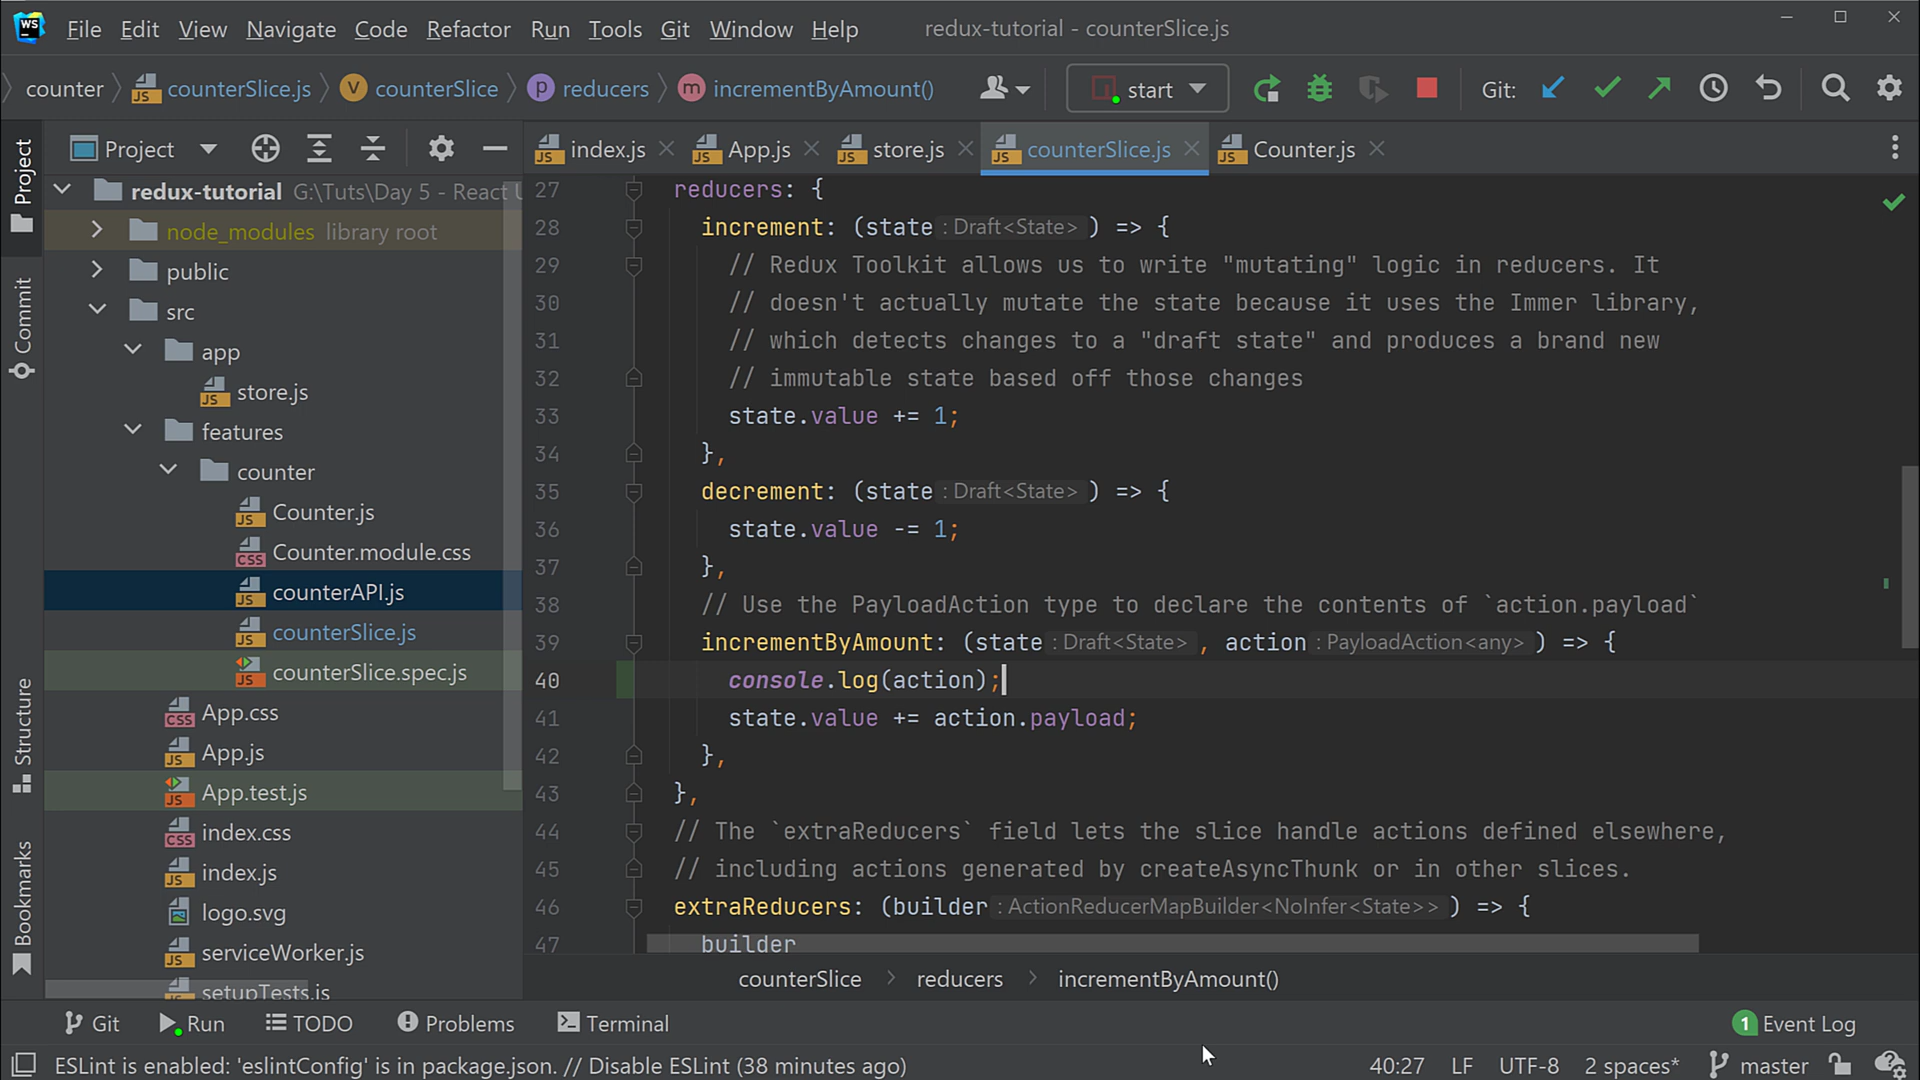 WS File Edit View Navigate Code Refactor Run Tools Git Window Help redux-tutorial - counterSlice.js
counter counterSlice.js V counterSlice p reducers m incrementByAmount() start Git:
Project
index.js App.js store.js counterSlice.js Counter.js
Project
Commit
Structure
Bookmarks
redux-tutorial G:\Tuts\Day 5 - React U
node_modules library root
public
src
app
store.js
features
counter
Counter.js
Counter.module.css
counterAPI.js
counterSlice.js
counterSlice.spec.js
App.css
App.js
App.test.js
index.css
index.js
logo.svg
serviceWorker.js
setupTests.js
27 reducers: {
28 increment: (state : Draft<State> ) => {
29 // Redux Toolkit allows us to write "mutating" logic in reducers. It
30 // doesn't actually mutate the state because it uses the Immer library,
31 // which detects changes to a "draft state" and produces a brand new
32 // immutable state based off those changes
33 state.value += 1;
34 },
35 decrement: (state : Draft<State> ) => {
36 state.value -= 1;
37 },
38 // Use the PayloadAction type to declare the contents of `action.payload`
39 incrementByAmount: (state : Draft<State> , action : PayloadAction<any> ) => {
40 console.log(action);
41 state.value += action.payload;
42 },
43 },
44 // The `extraReducers` field lets the slice handle actions defined elsewhere,
45 // including actions generated by createAsyncThunk or in other slices.
46 extraReducers: (builder : ActionReducerMapBuilder<NoInfer<State>> ) => {
47 builder
counterSlice reducers incrementByAmount()
Git Run TODO Problems Terminal 1 Event Log
ESLint is enabled: 'eslintConfig' is in package.json. // Disable ESLint (38 minutes ago) 40:27 LF UTF-8 2 spaces* master